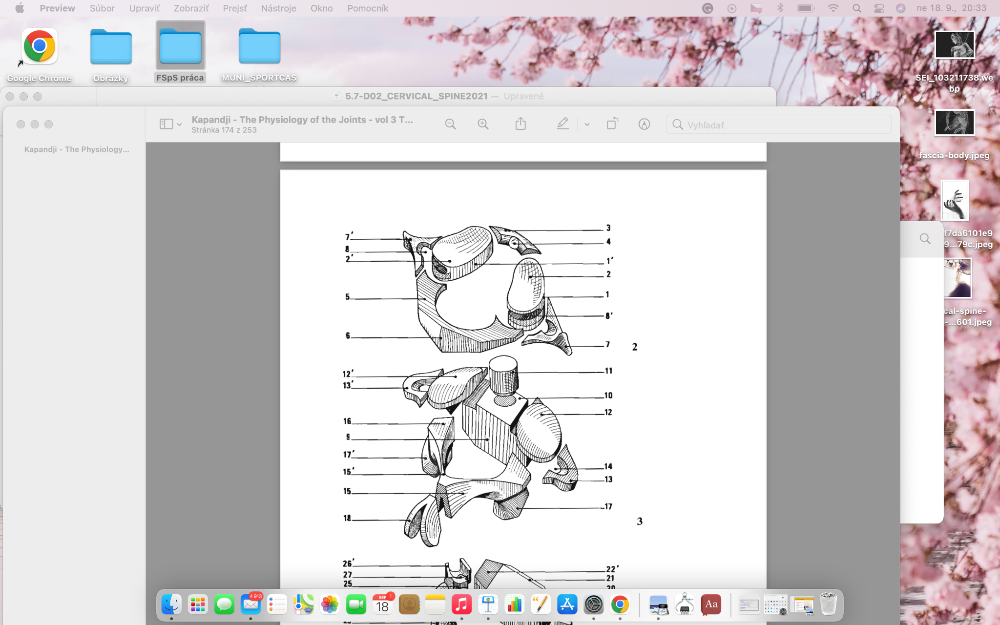 Preview Súbor Upraviť Zobraziť Prejsť Nástroje Okno Pomocník ne 18. 9., 20:33
Google Chrome
Obrázky
FSpS práca
MUNI_SPORTCAS
SEI_103211738.we
bp
fascia-body.jpeg
f7da6101e9
9...79c.jpeg
cal-spine-
-...601.jpeg
5.7-D02_CERVICAL_SPINE2021 — Upravené
Kapandji - The Physiology of the Joints - vol 3 T...
Stránka 174 z 253
Vyhľadať
Kapandji - The Physiology...
7′
8
2′
5
6
3
4
1′
2
1
8′
7
2
12′
13′
16
9
17′
15′
15
18
11
10
12
14
13
17
3
26′
27
25
22′
21
20
4 913
SEP
18
1
280
Aa